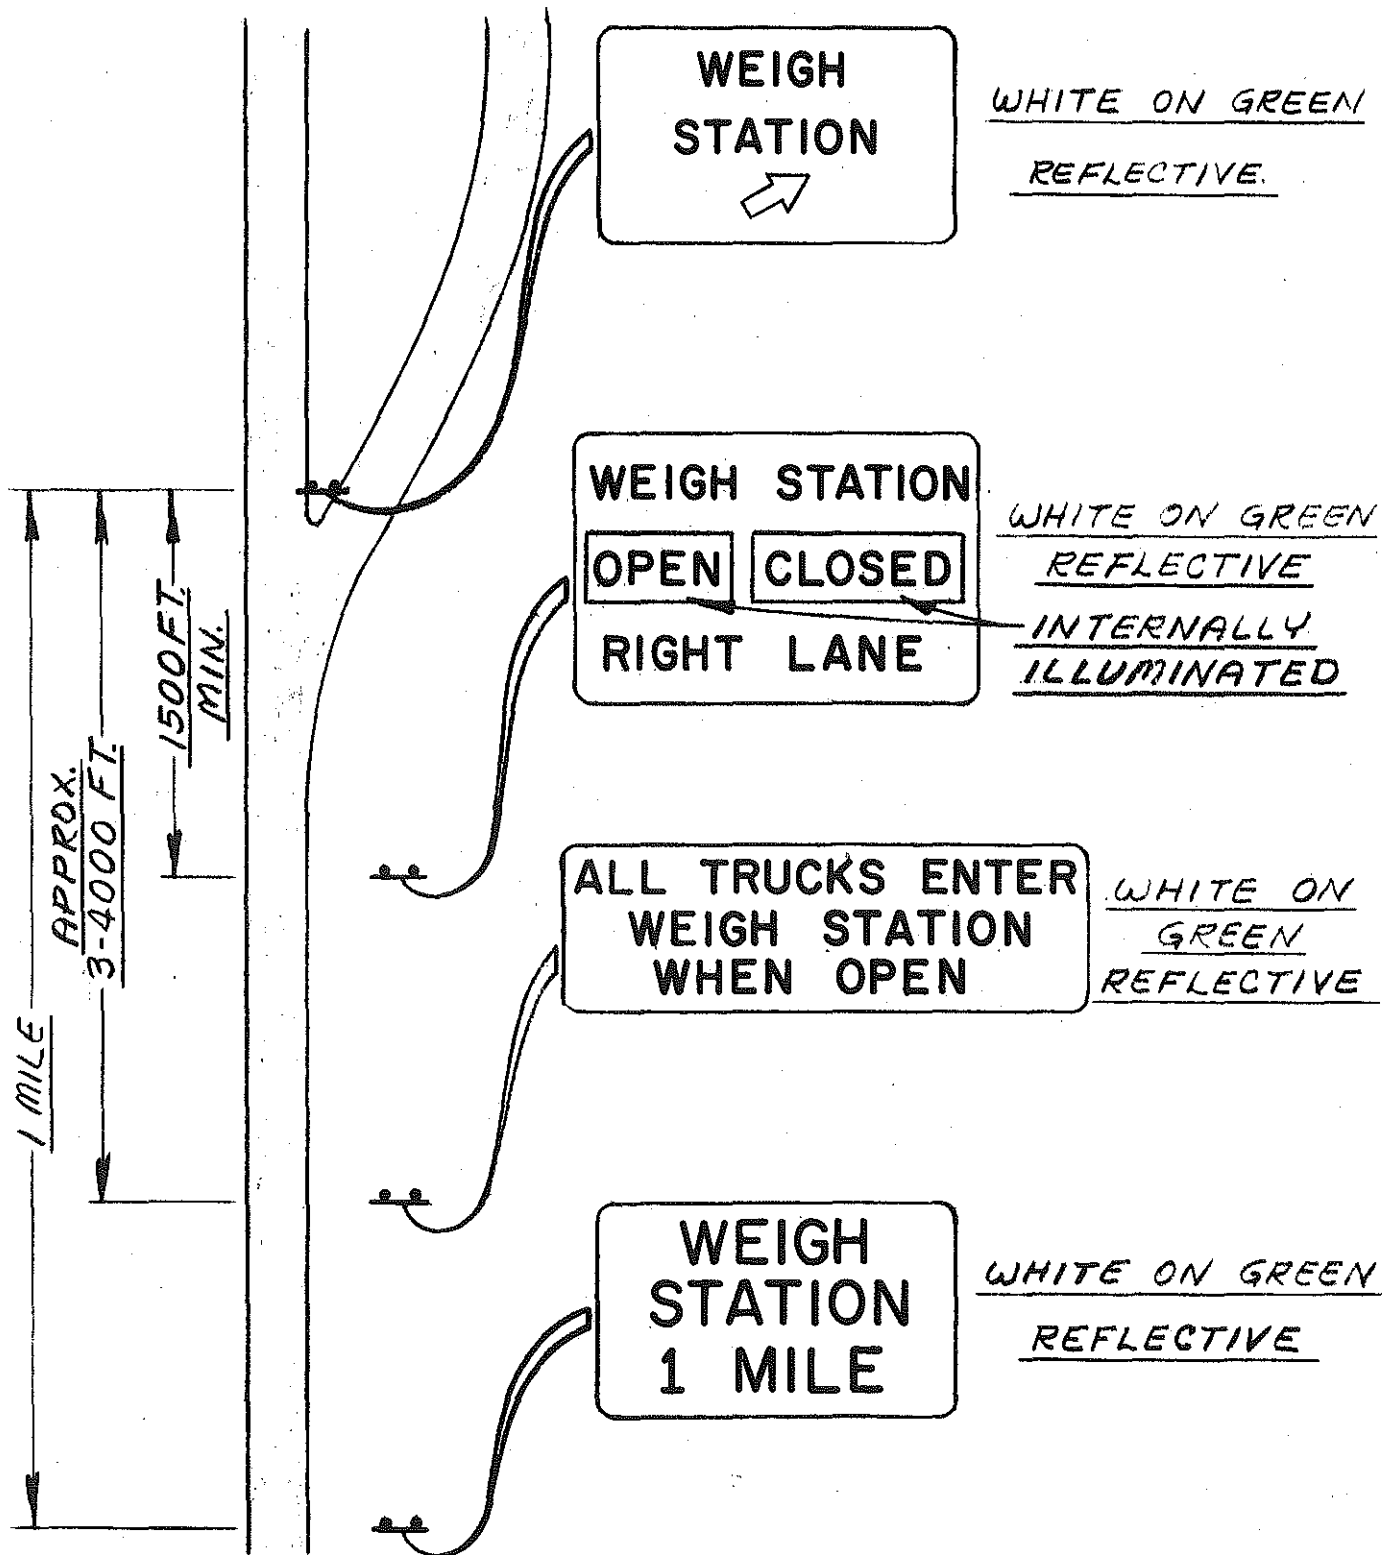 WEIGH
STATION
WHITE ON GREEN
REFLECTIVE.
WEIGH STATION
OPEN CLOSED
RIGHT LANE
WHITE ON GREEN
REFLECTIVE
INTERNALLY
ILLUMINATED
1500 FT.
MIN.
APPROX.
3-4000 FT.
1 MILE
ALL TRUCKS ENTER
WEIGH STATION
WHEN OPEN
WHITE ON
GREEN
REFLECTIVE
WEIGH
STATION
1 MILE
WHITE ON GREEN
REFLECTIVE